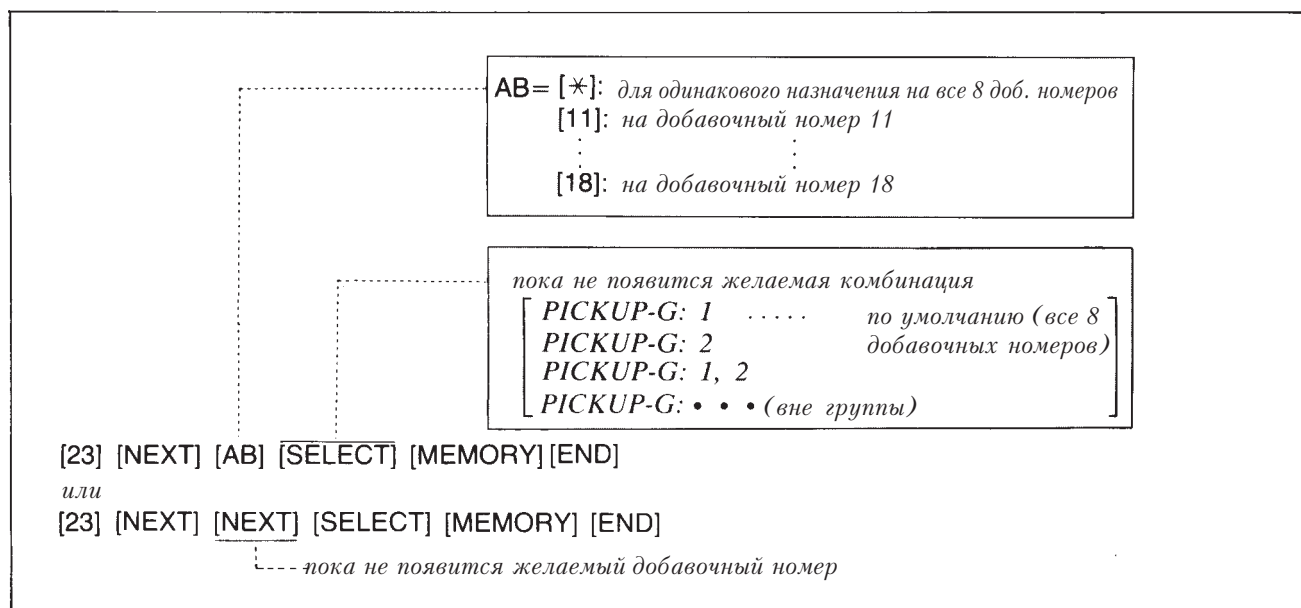 AB= [✳]: для одинакового назначения на все 8 доб. номеров
[11]: на добавочный номер 11
[18]: на добавочный номер 18
пока не появится желаемая комбинация
PICKUP-G: 1 ..... по умолчанию (все 8
PICKUP-G: 2 добавочных номеров)
PICKUP-G: 1, 2
PICKUP-G: • • • (вне группы)
[23] [NEXT] [AB] [SELECT] [MEMORY] [END]
или
[23] [NEXT] [NEXT] [SELECT] [MEMORY] [END]
пока не появится желаемый добавочный номер